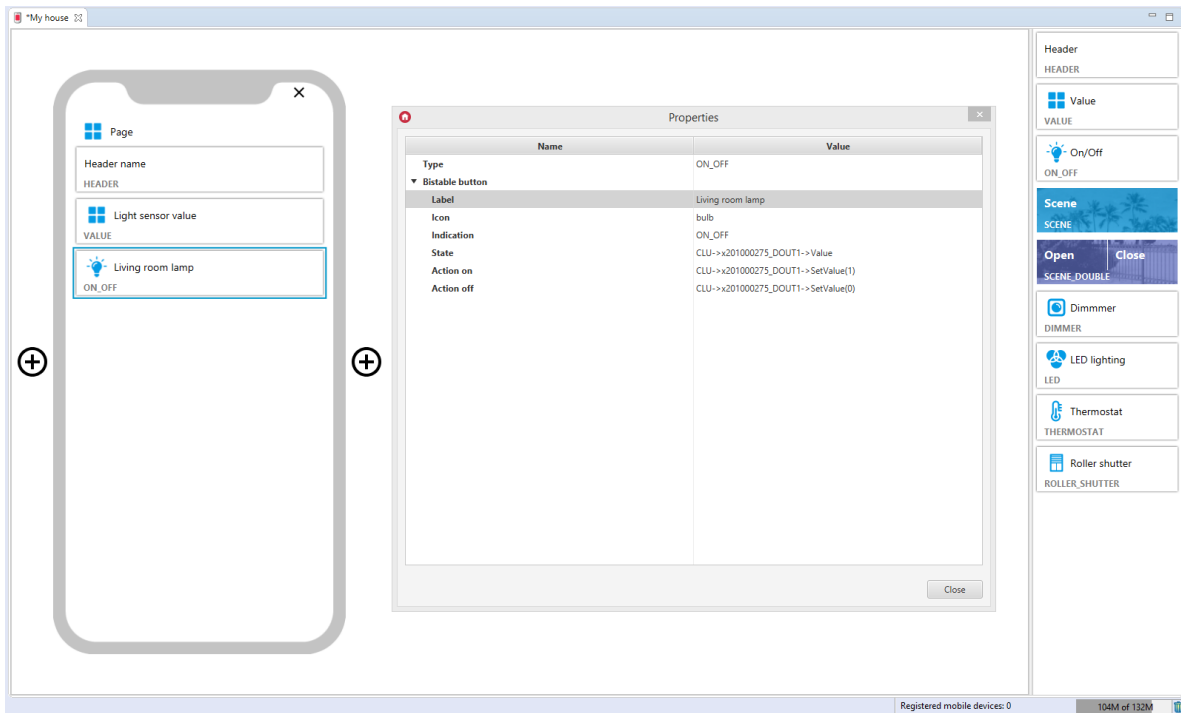 *My house
Page
Header name
HEADER
Light sensor value
VALUE
Living room lamp
ON_OFF
Properties
Name Value
Type ON_OFF
Bistable button
Label Living room lamp
Icon bulb
Indication ON_OFF
State CLU->x201000275_DOUT1->Value
Action on CLU->x201000275_DOUT1->SetValue(1)
Action off CLU->x201000275_DOUT1->SetValue(0)
Close
Header
HEADER
Value
VALUE
On/Off
ON_OFF
Scene
SCENE
Open Close
SCENE_DOUBLE
Dimmmer
DIMMER
LED lighting
LED
Thermostat
THERMOSTAT
Roller shutter
ROLLER_SHUTTER
Registered mobile devices: 0
104M of 132M